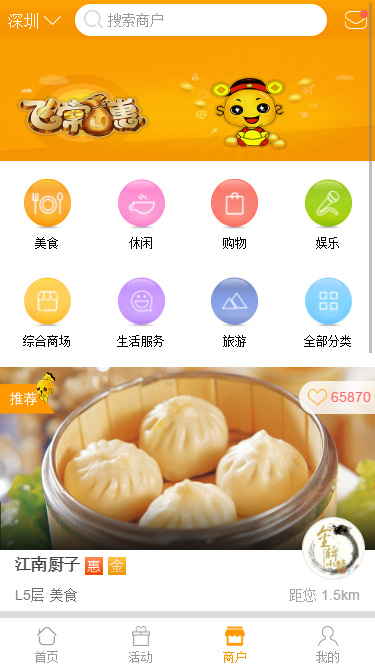 深圳 搜索商户
飞常实惠
美食 休闲 购物 娱乐
综合商场 生活服务 旅游 全部分类
推荐 65870
江南厨子 惠 金
L5层 美食 距您 1.5km
首页 活动 商户 我的